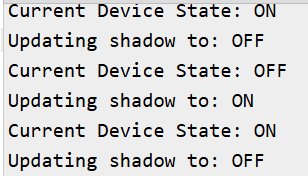 Current Device State: ON
Updating shadow to: OFF
Current Device State: OFF
Updating shadow to: ON
Current Device State: ON
Updating shadow to: OFF